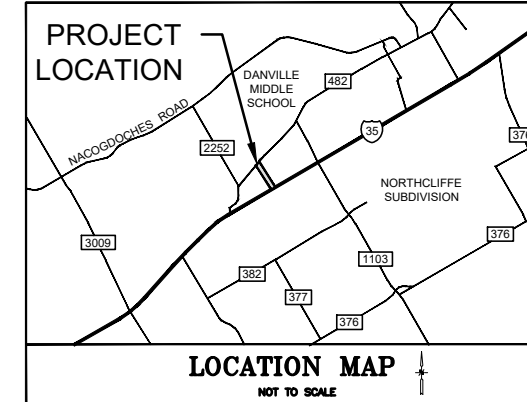 PROJECT
LOCATION
DANVILLE
MIDDLE
SCHOOL
482
NACOGDOCHES ROAD
35
2252
NORTHCLIFFE
SUBDIVISION
3009
376
382
1103
377
376
LOCATION MAP
NOT TO SCALE